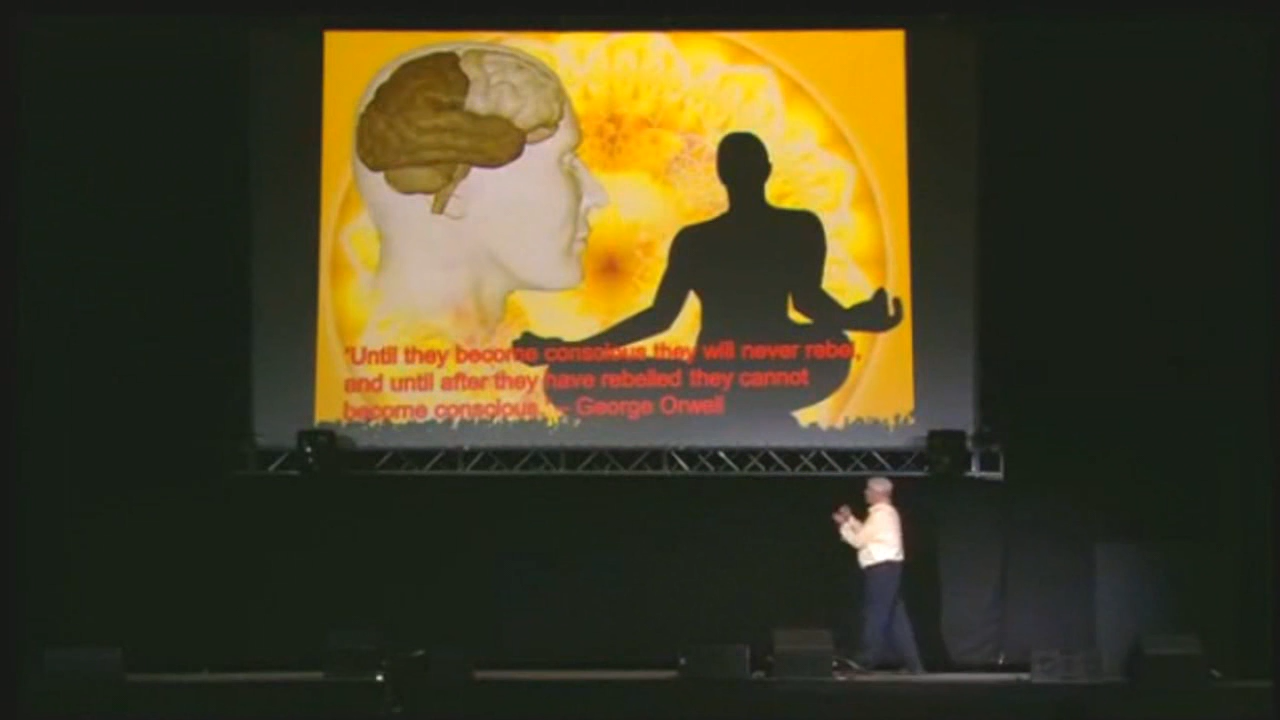 "Until they become conscious they will never rebel,
and until after they have rebelled they cannot
become conscious." – George Orwell